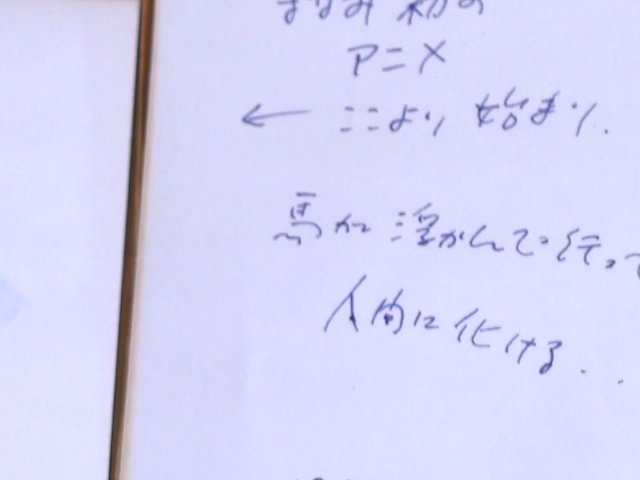 アニメ
← ここより始まり.
馬が浮かんで行って
人間に化ける...